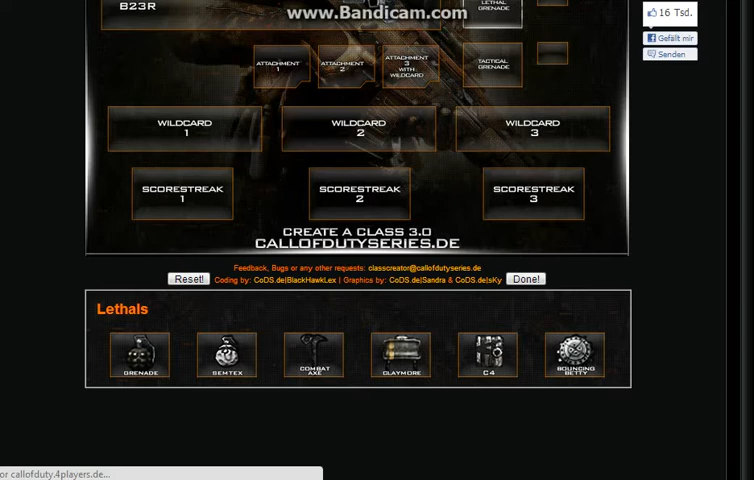 www.Bandicam.com
B23R
LETHAL
GRENADE
ATTACHMENT
1
ATTACHMENT
2
ATTACHMENT
3
WITH
WILDCARD
TACTICAL
GRENADE
WILDCARD
1
WILDCARD
2
WILDCARD
3
SCORESTREAK
1
SCORESTREAK
2
SCORESTREAK
3
CREATE A CLASS 3.0
CALLOFDUTYSERIES.DE
Feedback, Bugs or any other requests: classcreator@callofdutyseries.de
Reset! Coding by: CoDS.de|BlackHawkLex | Graphics by: CoDS.de|Sandra & CoDS.de|sKy Done!
Lethals
GRENADE
SEMTEX
COMBAT
AXE
CLAYMORE
C4
BOUNCING
BETTY
or callofduty.4players.de...
16 Tsd.
Gefällt mir
Senden